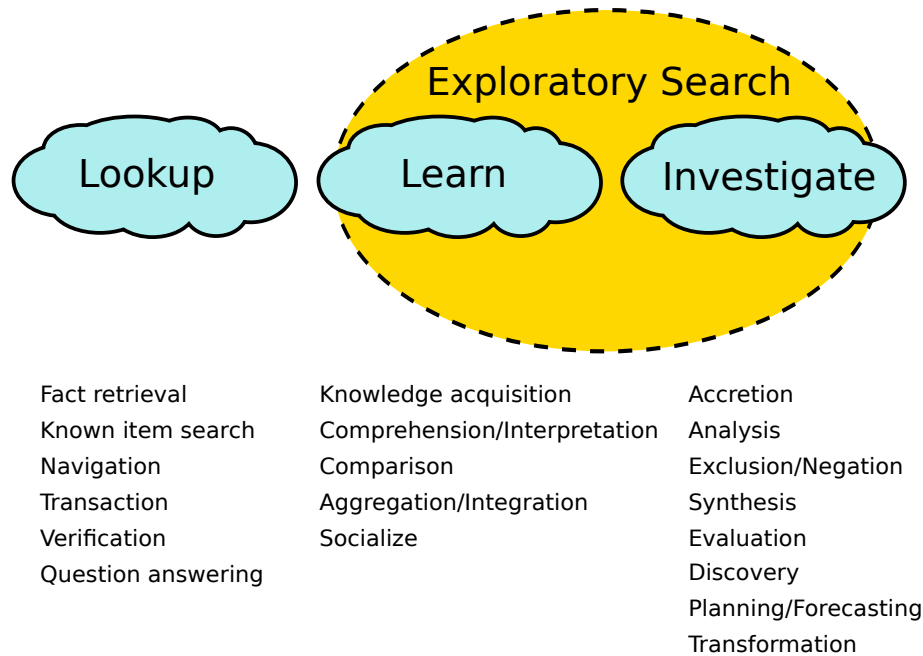 Exploratory Search
Lookup
Learn
Investigate
Fact retrieval
Known item search
Navigation
Transaction
Verification
Question answering
Knowledge acquisition
Comprehension/Interpretation
Comparison
Aggregation/Integration
Socialize
Accretion
Analysis
Exclusion/Negation
Synthesis
Evaluation
Discovery
Planning/Forecasting
Transformation